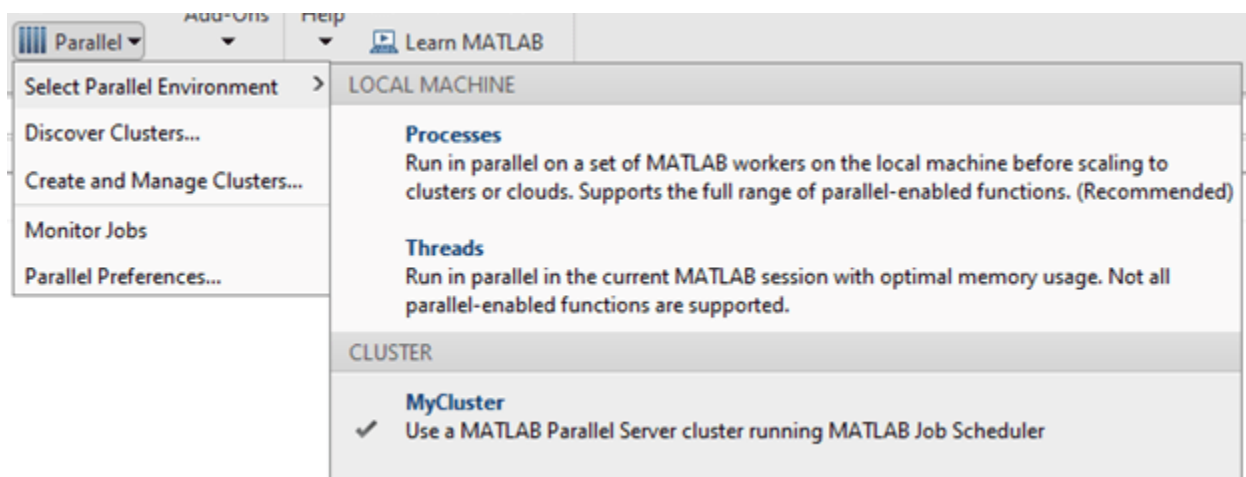 Add-Ons
Help
Parallel
Learn MATLAB
Select Parallel Environment
Discover Clusters...
Create and Manage Clusters...
Monitor Jobs
Parallel Preferences...
LOCAL MACHINE
Processes
Run in parallel on a set of MATLAB workers on the local machine before scaling to
clusters or clouds. Supports the full range of parallel-enabled functions. (Recommended)
Threads
Run in parallel in the current MATLAB session with optimal memory usage. Not all
parallel-enabled functions are supported.
CLUSTER
MyCluster
Use a MATLAB Parallel Server cluster running MATLAB Job Scheduler